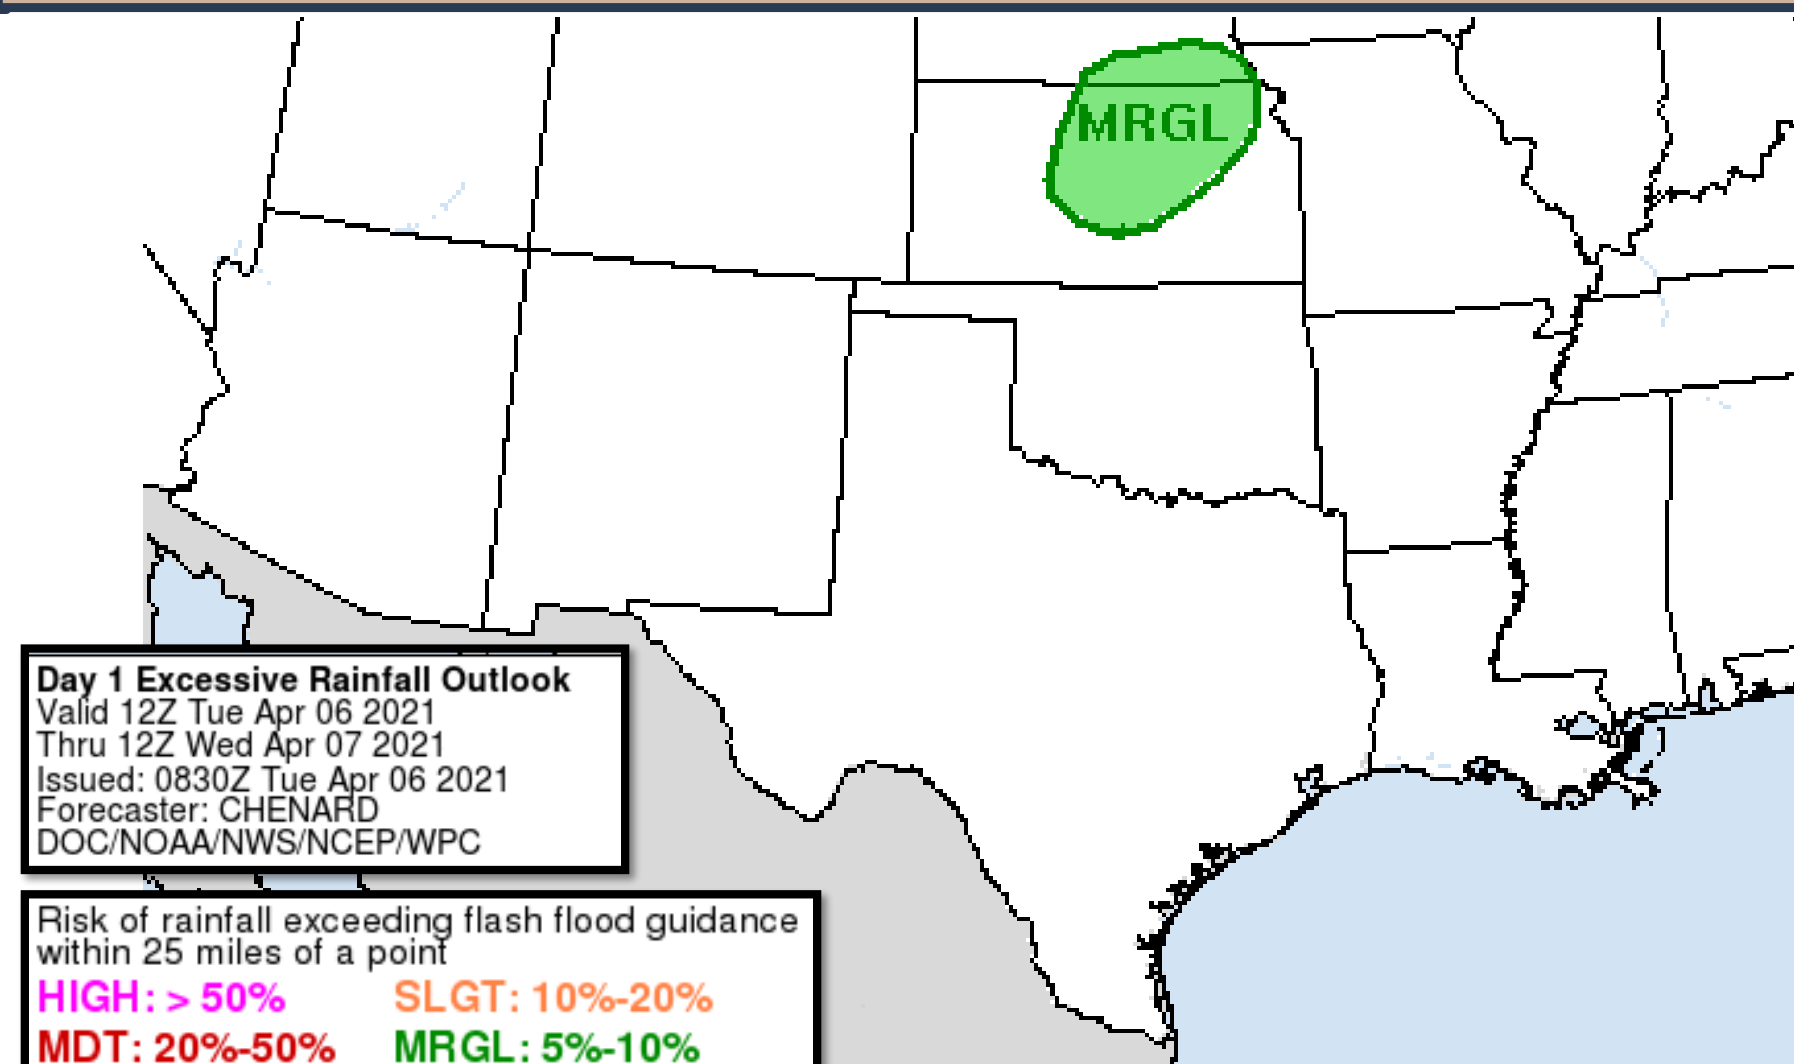 MRGL
Day 1 Excessive Rainfall Outlook
Valid 12Z Tue Apr 06 2021
Thru 12Z Wed Apr 07 2021
Issued: 0830Z Tue Apr 06 2021
Forecaster: CHENARD
DOC/NOAA/NWS/NCEP/WPC
Risk of rainfall exceeding flash flood guidance
within 25 miles of a point
HIGH: > 50% SLGT: 10%-20%
MDT: 20%-50% MRGL: 5%-10%